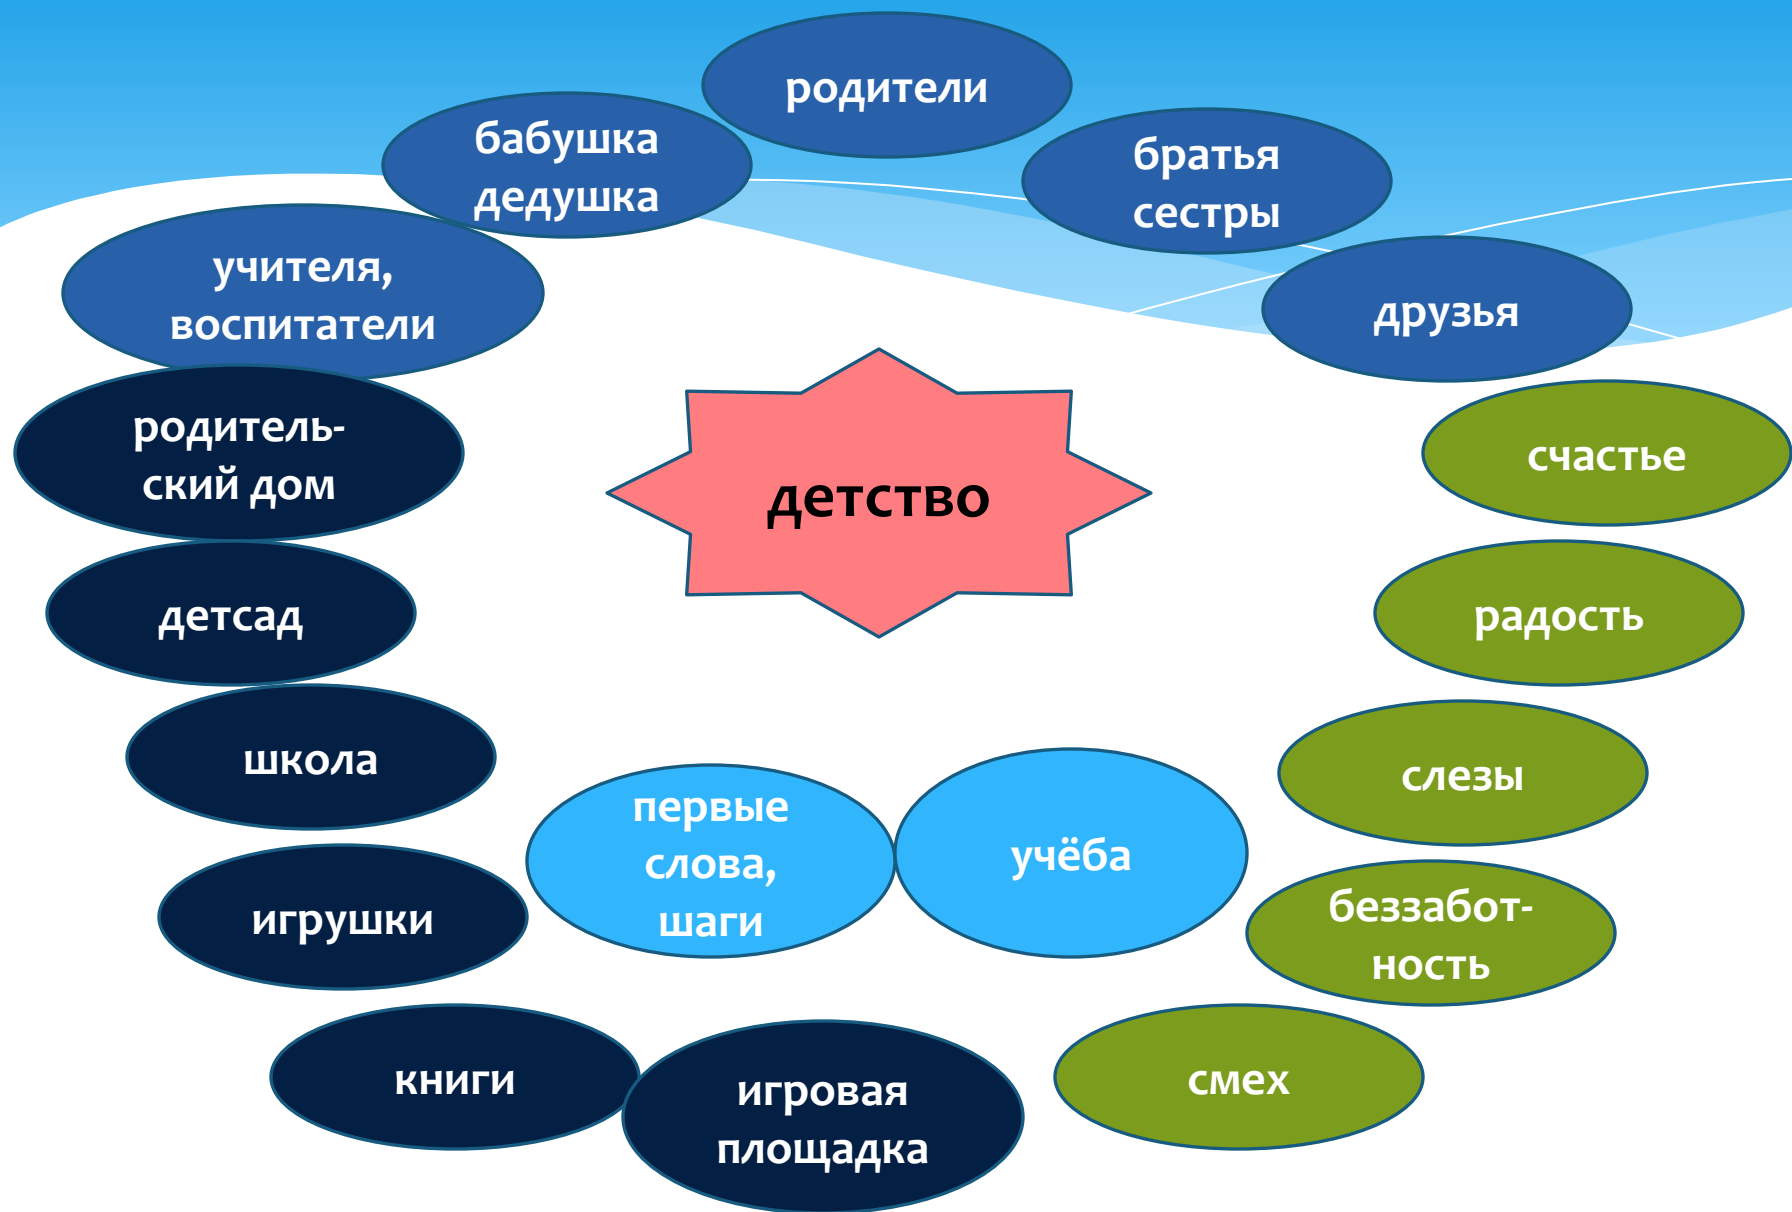 родители
бабушка
дедушка
братья
сестры
учителя,
воспитатели
друзья
родитель-
ский дом
детство
счастье
детсад
радость
школа
слезы
первые
слова,
шаги
учёба
игрушки
беззабот-
ность
книги
игровая
площадка
смех